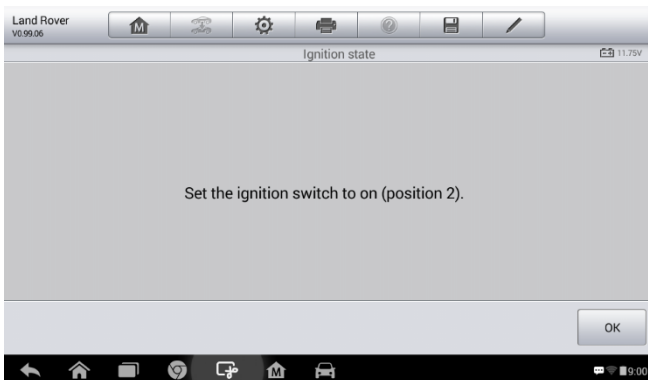 Land Rover
V0.99.06
M
Ignition state
11.75V
Set the ignition switch to on (position 2).
OK
M
9:00